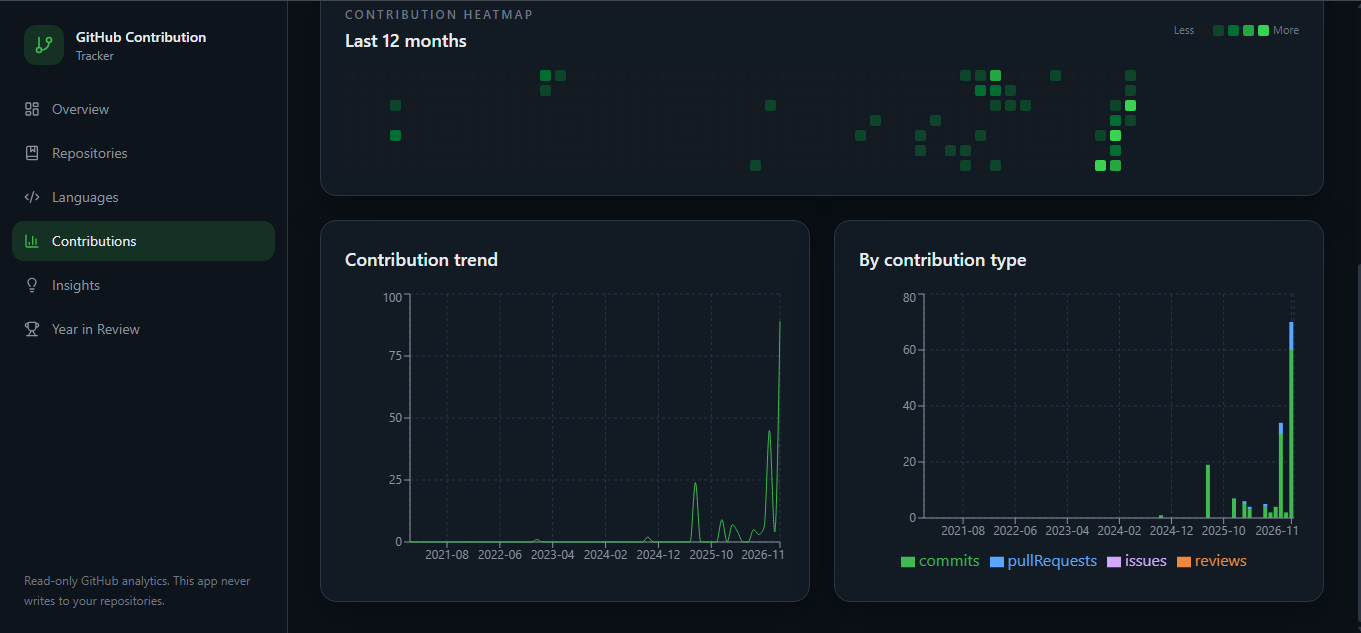 GitHub Contribution
Tracker
Overview
Repositories
Languages
Contributions
Insights
Year in Review
Read-only GitHub analytics. This app never
writes to your repositories.
CONTRIBUTION HEATMAP
Last 12 months
Less More
Contribution trend
100
75
50
25
0
2021-08 2022-06 2023-04 2024-02 2024-12 2025-10 2026-11
By contribution type
80
60
40
20
0
2021-08 2022-06 2023-04 2024-02 2024-12 2025-10 2026-11
commits pullRequests issues reviews